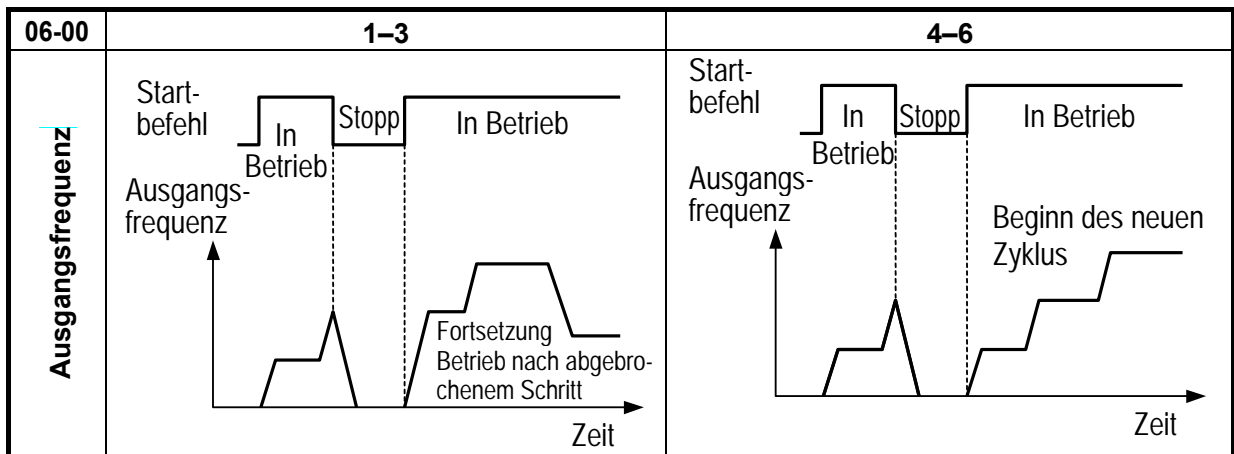 06-00
1–3
4–6
Ausgangsfrequenz
Start-
befehl
In
Betrieb
Stopp
In Betrieb
Ausgangs-
frequenz
Fortsetzung
Betrieb nach abgebro-
chenem Schritt
Zeit
Start-
befehl
In
Betrieb
Stopp
In Betrieb
Ausgangs-
frequenz
Beginn des neuen
Zyklus
Zeit